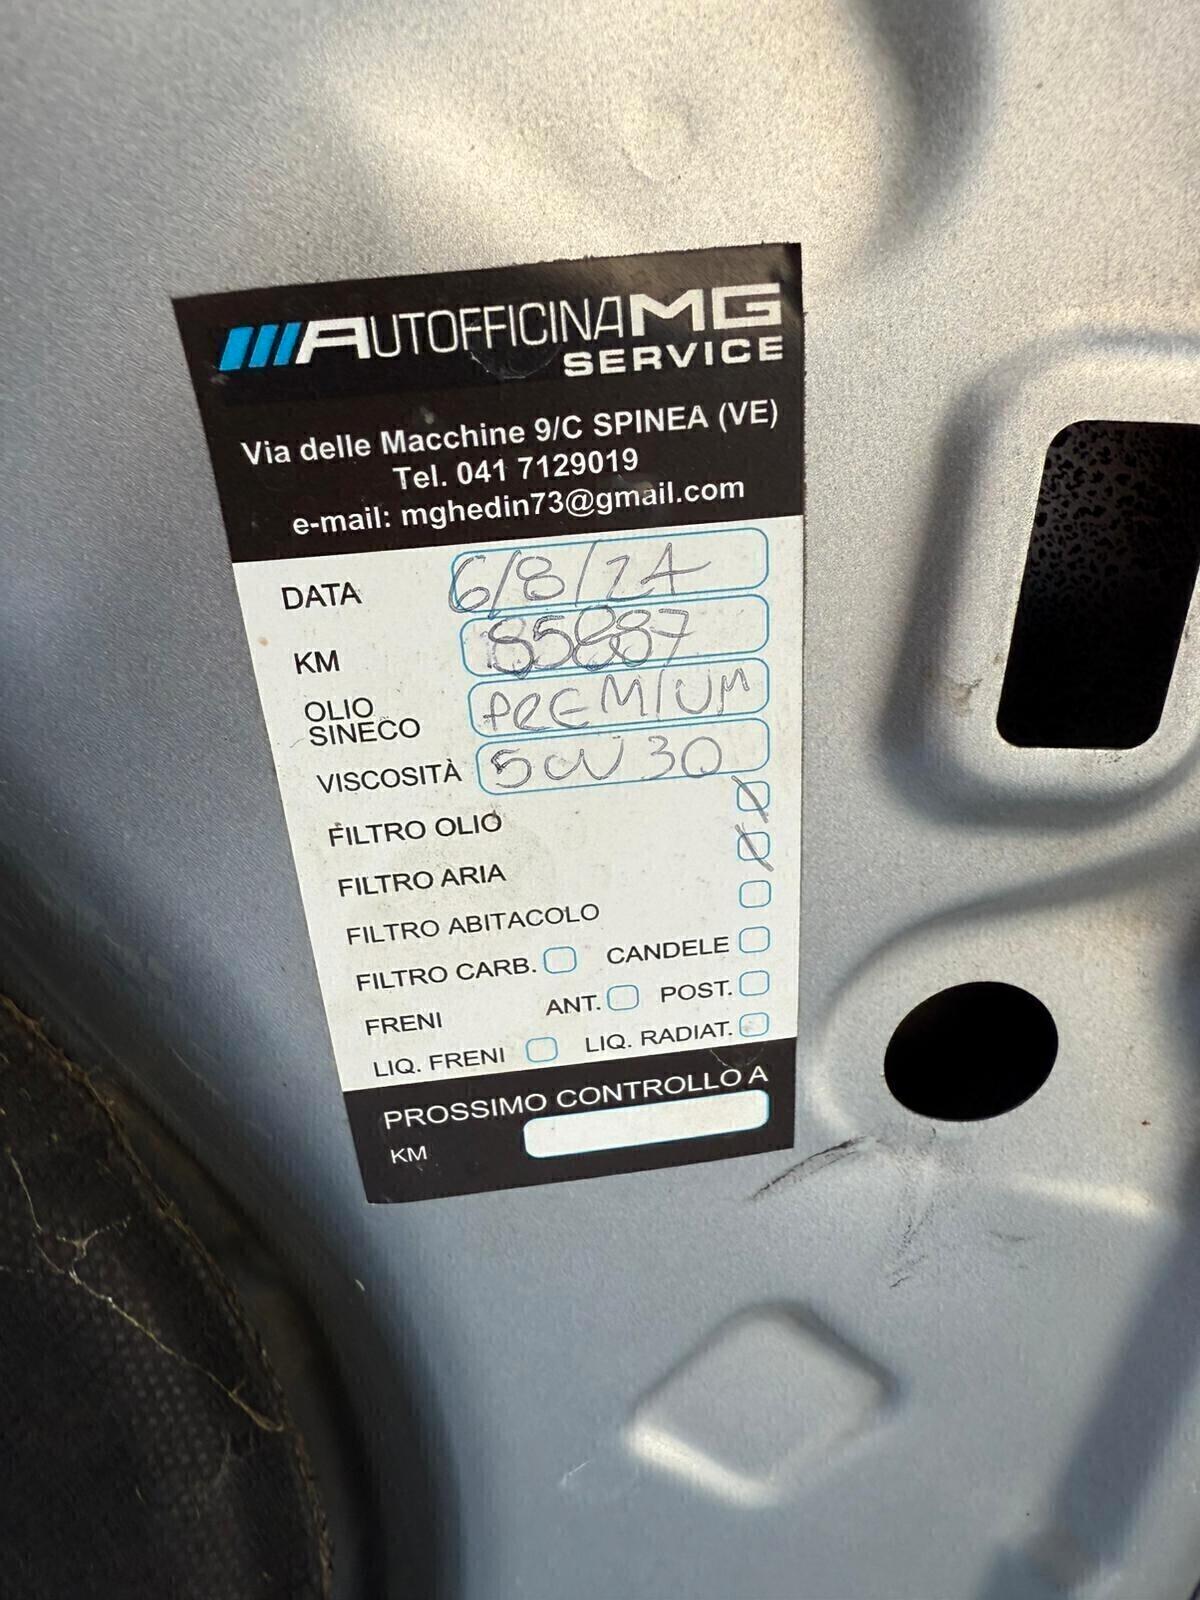 AUTOFFICINA MG
SERVICE
Via delle Macchine 9/C SPINEA (VE)
Tel. 041 7129019
e-mail: mghedin73@gmail.com
DATA 6/8/24
KM 85887
OLIO SINECO PREMIUM
VISCOSITÀ 5W30
FILTRO OLIO
FILTRO ARIA
FILTRO ABITACOLO
FILTRO CARB. CANDELE
FRENI ANT. POST.
LIQ. FRENI LIQ. RADIAT.
PROSSIMO CONTROLLO A
KM